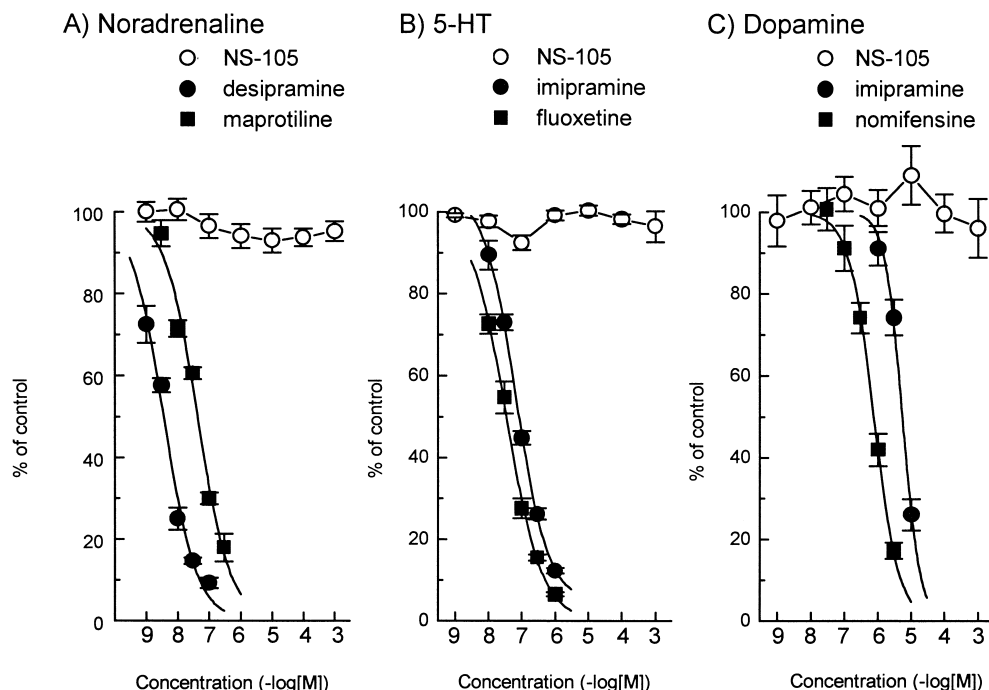 A) Noradrenaline
NS-105
desipramine
maprotiline
% of control
100
80
60
40
20
0
9 8 7 6 5 4 3
Concentration (-log[M])
B) 5-HT
NS-105
imipramine
fluoxetine
% of control
100
80
60
40
20
0
9 8 7 6 5 4 3
Concentration (-log[M])
C) Dopamine
NS-105
imipramine
nomifensine
% of control
100
80
60
40
20
0
9 8 7 6 5 4 3
Concentration (-log[M])